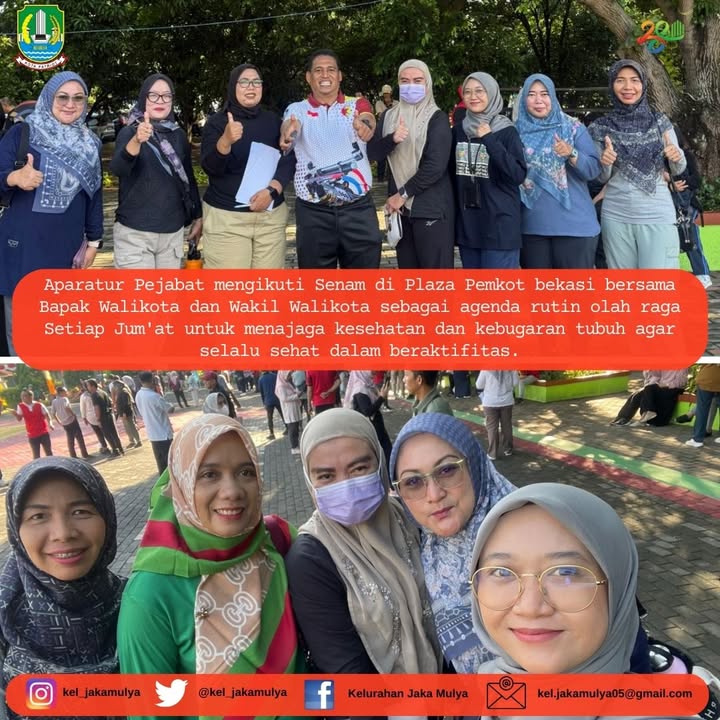 Aparatur Pejabat mengikuti Senam di Plaza Pemkot bekasi bersama
Bapak Walikota dan Wakil Walikota sebagai agenda rutin olah raga
Setiap Jum'at untuk menajaga kesehatan dan kebugaran tubuh agar
selalu sehat dalam beraktifitas.
kel_jakamulya
@kel_jakamulya
Kelurahan Jaka Mulya
kel.jakamulya05@gmail.com